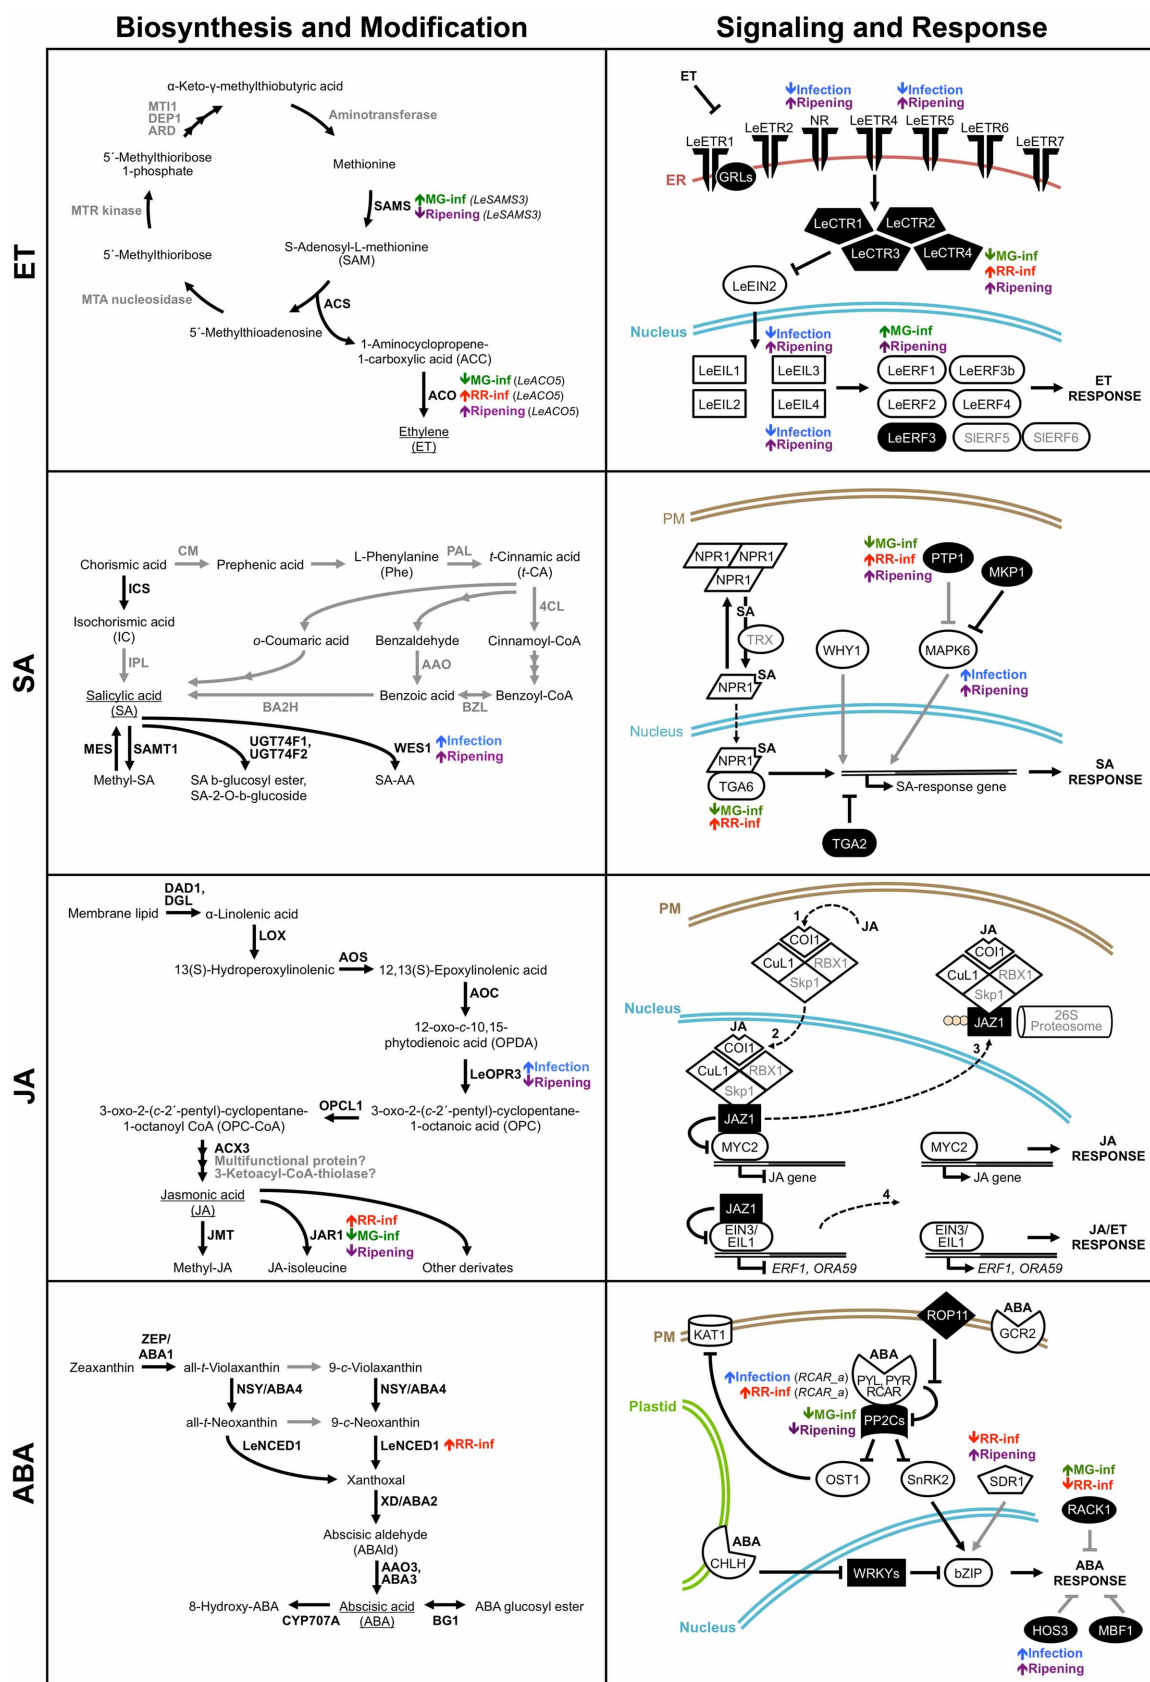 Biosynthesis and Modification
Signaling and Response
ET
α-Keto-γ-methylthiobutyric acid
MTI1
DEP1
ARD
Aminotransferase
5´-Methylthioribose
1-phosphate
Methionine
SAMS
↑MG-inf (LeSAMS3)
↓Ripening (LeSAMS3)
MTR kinase
5´-Methylthioribose
S-Adenosyl-L-methionine
(SAM)
MTA nucleosidase
ACS
5´-Methylthioadenosine
1-Aminocyclopropene-
1-carboxylic acid (ACC)
ACO
↓MG-inf (LeACO5)
↑RR-inf (LeACO5)
↑Ripening (LeACO5)
Ethylene
(ET)
ET
↓Infection
↑Ripening
↓Infection
↑Ripening
LeETR1
LeETR2
NR
LeETR4
LeETR5
LeETR6
LeETR7
ER
GRLs
LeCTR1
LeCTR2
LeCTR3
LeCTR4
↓MG-inf
↑RR-inf
↑Ripening
LeEIN2
Nucleus
↓Infection
↑Ripening
↑MG-inf
↑Ripening
LeEIL1
LeEIL3
LeERF1
LeERF3b
LeEIL2
LeEIL4
LeERF2
LeERF4
ET
RESPONSE
↓Infection
↑Ripening
LeERF3
SlERF5
SlERF6
SA
Chorismic acid
CM
Prephenic acid
L-Phenylanine
(Phe)
PAL
t-Cinnamic acid
(t-CA)
ICS
4CL
Isochorismic acid
(IC)
o-Coumaric acid
Benzaldehyde
Cinnamoyl-CoA
IPL
AAO
Salicylic acid
(SA)
BA2H
Benzoic acid
BZL
Benzoyl-CoA
MES
SAMT1
UGT74F1,
UGT74F2
WES1
↑Infection
↑Ripening
Methyl-SA
SA b-glucosyl ester,
SA-2-O-b-glucoside
SA-AA
PM
NPR1
NPR1
NPR1
↓MG-inf
↑RR-inf
↑Ripening
PTP1
MKP1
SA
TRX
WHY1
MAPK6
NPR1
SA
↑Infection
↑Ripening
Nucleus
SA
NPR1
TGA6
SA-response gene
SA
RESPONSE
↓MG-inf
↑RR-inf
TGA2
JA
Membrane lipid
DAD1,
DGL
α-Linolenic acid
LOX
13(S)-Hydroperoxylinolenic
AOS
12,13(S)-Epoxylinolenic acid
AOC
12-oxo-c-10,15-
phytodienoic acid (OPDA)
LeOPR3
↑Infection
↓Ripening
3-oxo-2-(c-2´-pentyl)-cyclopentane-
1-octanoyl CoA (OPC-CoA)
OPCL1
3-oxo-2-(c-2´-pentyl)-cyclopentane-
1-octanoic acid (OPC)
ACX3
Multifunctional protein?
3-Ketoacyl-CoA-thiolase?
Jasmonic acid
(JA)
JMT
JAR1
↑RR-inf
↓MG-inf
↓Ripening
Methyl-JA
JA-isoleucine
Other derivates
PM
1
JA
COI1
CuL1
RBX1
Skp1
JA
COI1
CuL1
RBX1
Skp1
JAZ1
26S
Proteosome
Nucleus
2
3
JA
COI1
CuL1
RBX1
Skp1
JAZ1
MYC2
JA gene
MYC2
JA gene
JA
RESPONSE
JAZ1
EIN3/
EIL1
ERF1, ORA59
4
EIN3/
EIL1
ERF1, ORA59
JA/ET
RESPONSE
ABA
Zeaxanthin
ZEP/
ABA1
all-t-Violaxanthin
9-c-Violaxanthin
NSY/ABA4
NSY/ABA4
all-t-Neoxanthin
9-c-Neoxanthin
LeNCED1
LeNCED1
↑RR-inf
Xanthoxal
XD/ABA2
Abscisic aldehyde
(ABAld)
AAO3,
ABA3
8-Hydroxy-ABA
CYP707A
Abscisic acid
(ABA)
BG1
ABA glucosyl ester
PM
KAT1
ROP11
ABA
GCR2
↑Infection (RCAR_a)
↑RR-inf (RCAR_a)
ABA
PYL, PYR
RCAR
Plastid
↓MG-inf
↓Ripening
PP2Cs
OST1
SnRK2
↓RR-inf
↑Ripening
SDR1
↑MG-inf
↓RR-inf
RACK1
ABA
CHLH
WRKYs
bZIP
ABA
RESPONSE
Nucleus
HOS3
MBF1
↑Infection
↑Ripening